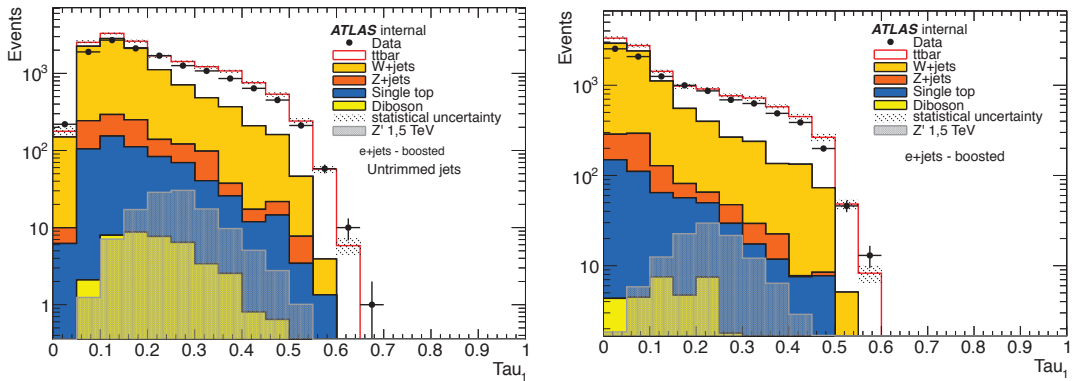 Events
ATLAS internal
Data
ttbar
W+jets
Z+jets
Single top
Diboson
statistical uncertainty
Z' 1,5 TeV
e+jets - boosted
Untrimmed jets
10³
10²
10
1
0 0.1 0.2 0.3 0.4 0.5 0.6 0.7 0.8 0.9 1
Tau₁
Events
ATLAS internal
Data
ttbar
W+jets
Z+jets
Single top
Diboson
statistical uncertainty
Z' 1,5 TeV
e+jets - boosted
10⁴
10³
10²
10
0 0.1 0.2 0.3 0.4 0.5 0.6 0.7 0.8 0.9 1
Tau₁